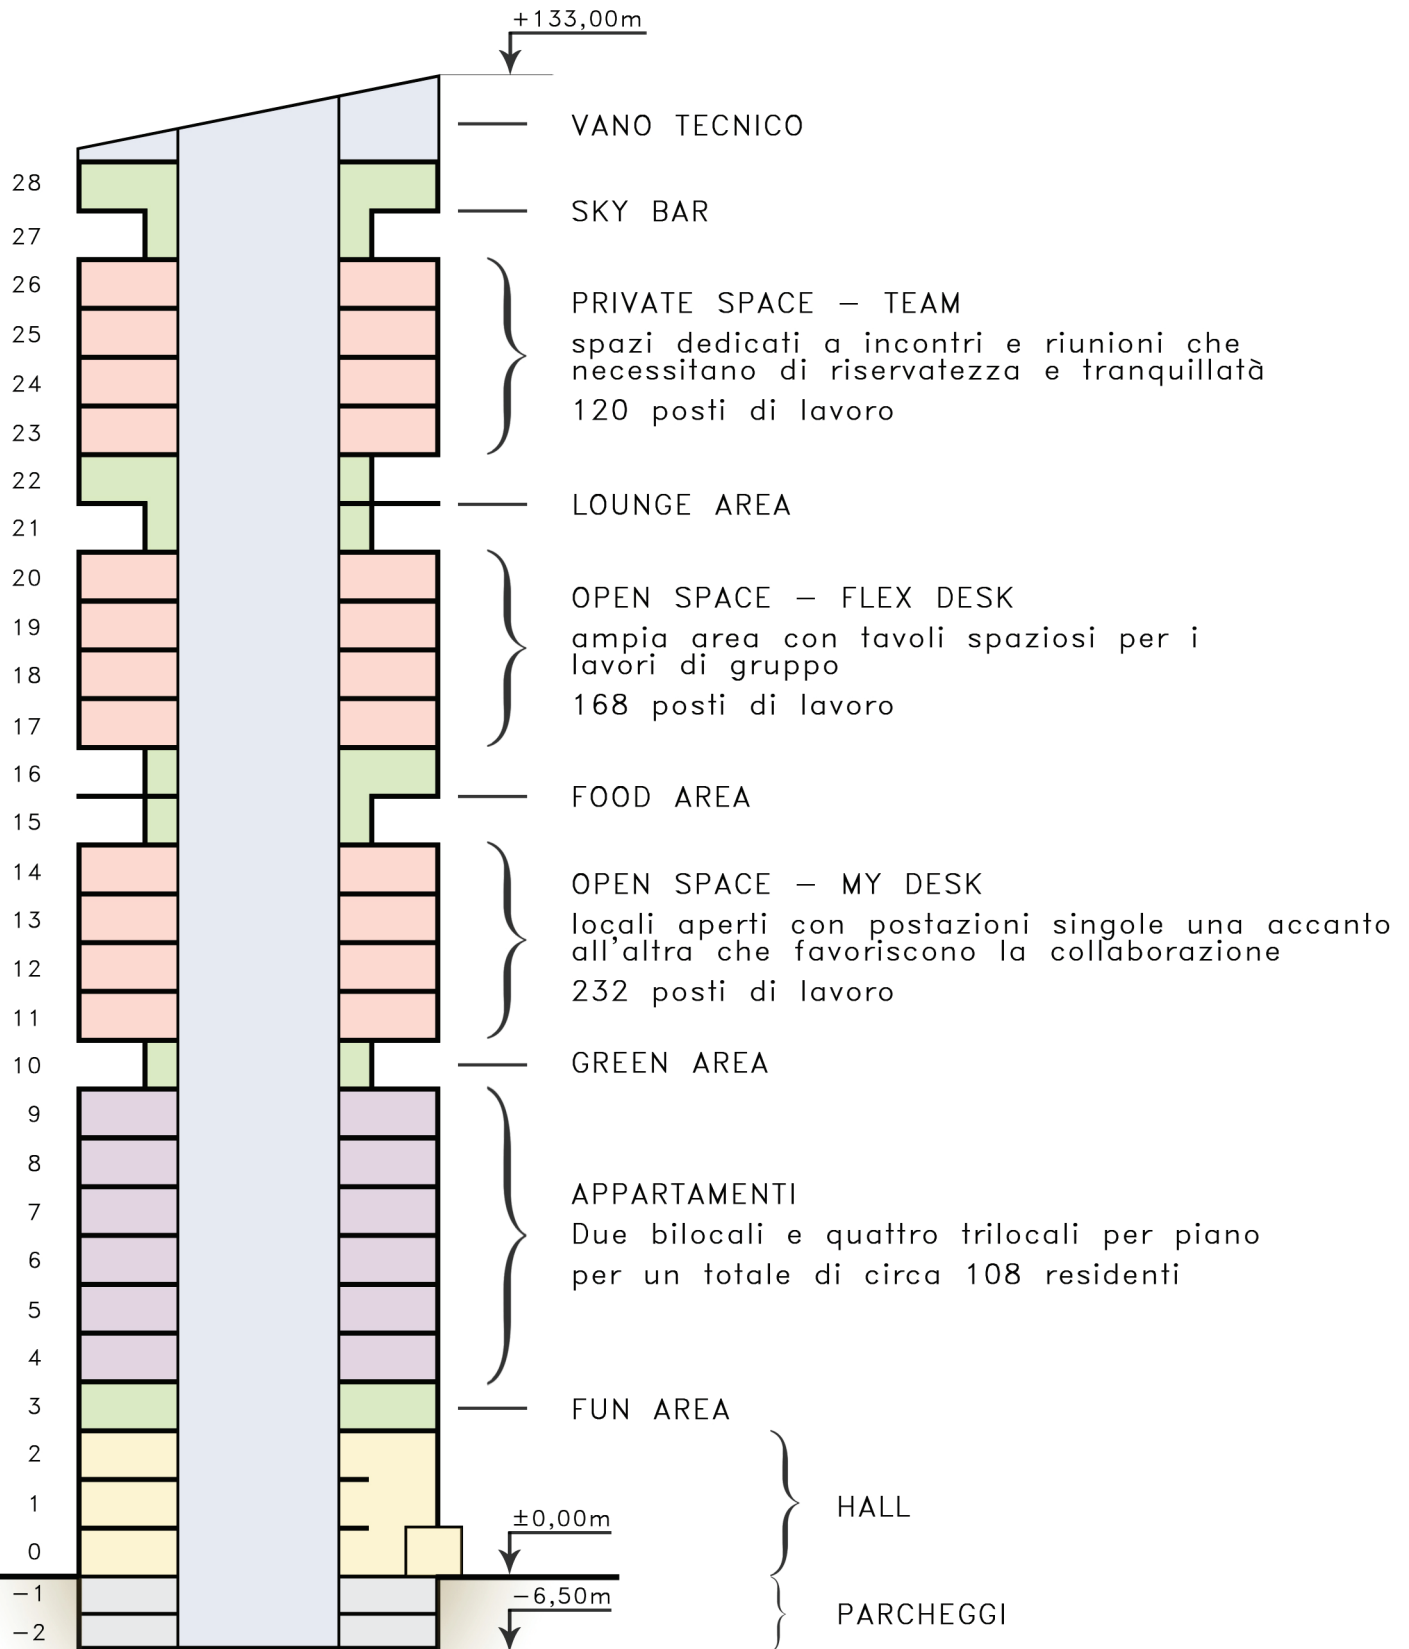 +133,00m
VANO TECNICO
28
SKY BAR
27
26
PRIVATE SPACE – TEAM
25
spazi dedicati a incontri e riunioni che
necessitano di riservatezza e tranquillatà
24
120 posti di lavoro
23
22
LOUNGE AREA
21
20
OPEN SPACE – FLEX DESK
19
ampia area con tavoli spaziosi per i
lavori di gruppo
18
168 posti di lavoro
17
16
FOOD AREA
15
14
OPEN SPACE – MY DESK
13
locali aperti con postazioni singole una accanto
all'altra che favoriscono la collaborazione
12
232 posti di lavoro
11
10
GREEN AREA
9
8
APPARTAMENTI
7
Due bilocali e quattro trilocali per piano
6
per un totale di circa 108 residenti
5
4
3
FUN AREA
2
1
HALL
±0,00m
0
-1
-6,50m
PARCHEGGI
-2